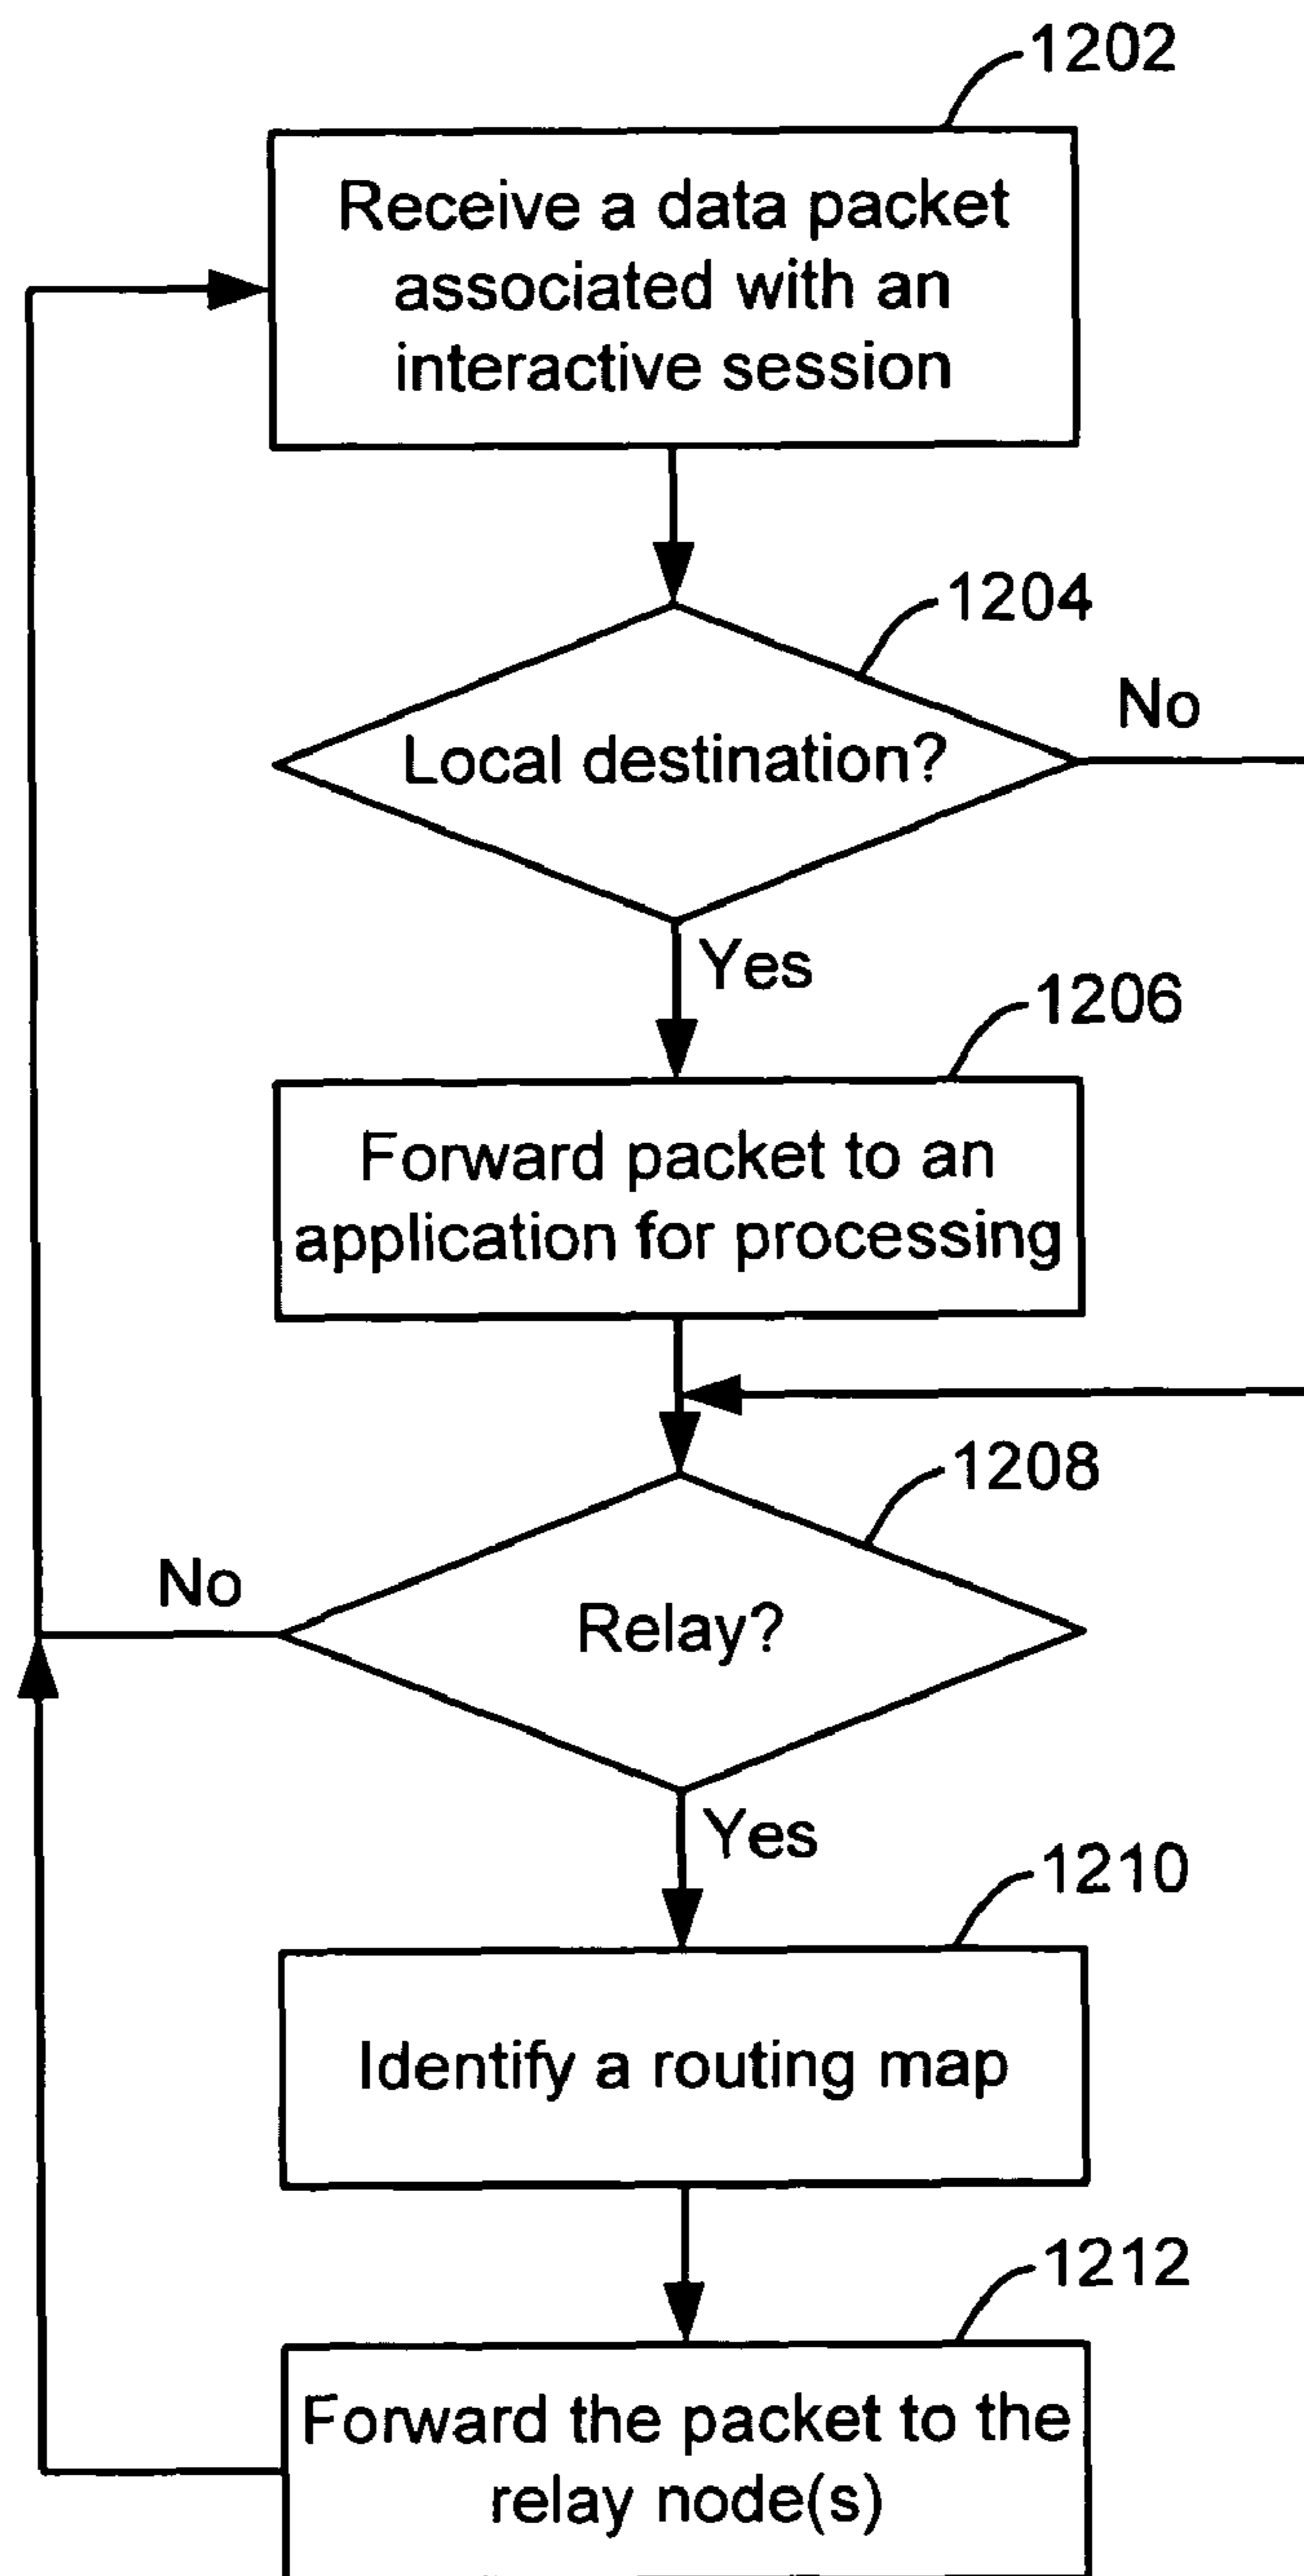 1202
Receive a data packet
associated with an
interactive session
1204
No
Local destination?
Yes
1206
Forward packet to an
application for processing
1208
No
Relay?
Yes
1210
Identify a routing map
1212
Forward the packet to the
relay node(s)